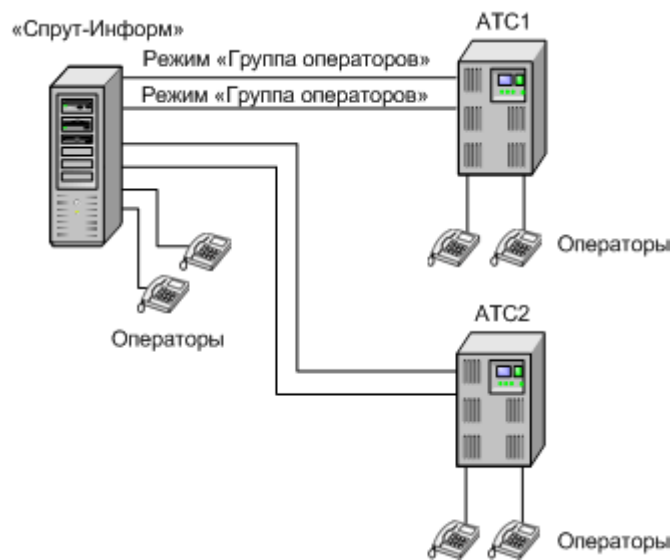 «Спрут-Информ»
АТС1
Режим «Группа операторов»
Режим «Группа операторов»
Операторы
Операторы
АТС2
Операторы